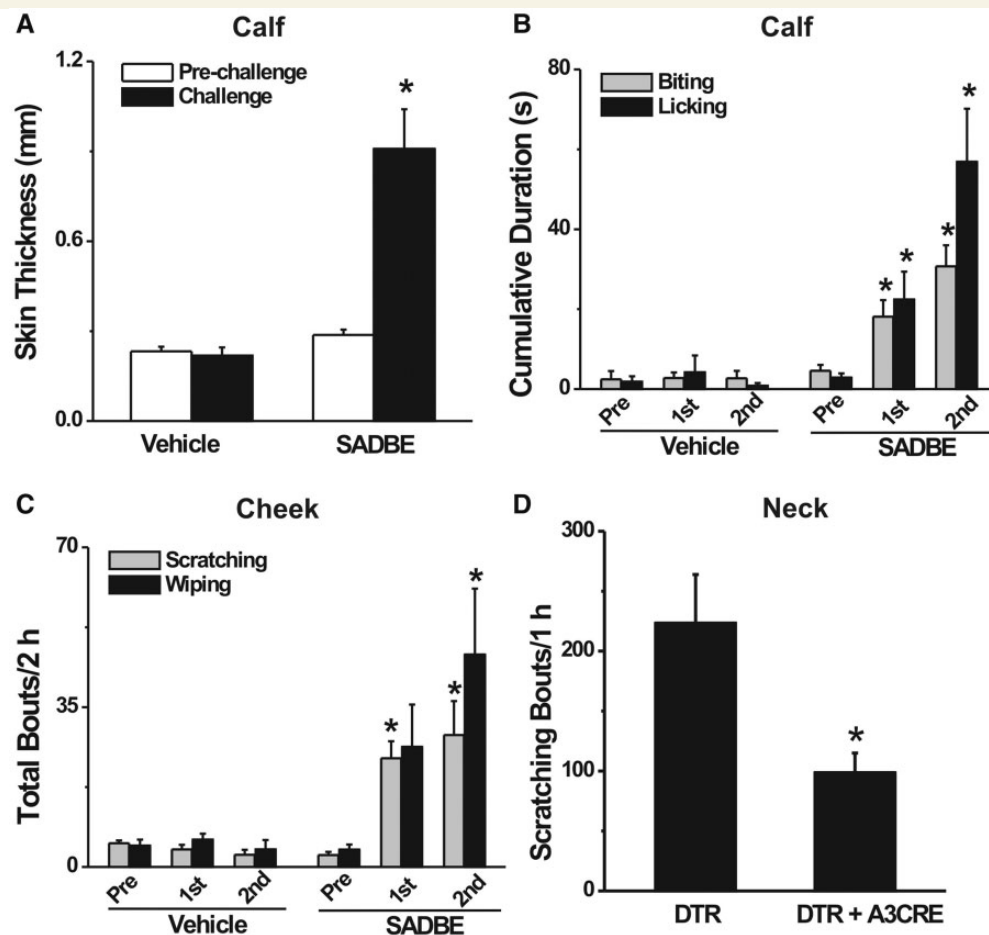 A
Calf
Skin Thickness (mm)
1.2
0.6
0.0
Pre-challenge
Challenge
*
Vehicle
SADBE
B
Calf
Cumulative Duration (s)
80
40
0
Biting
Licking
*
*
*
*
Pre
1st
2nd
Pre
1st
2nd
Vehicle
SADBE
C
Cheek
Total Bouts/2 h
70
35
0
Scratching
Wiping
*
*
*
Pre
1st
2nd
Pre
1st
2nd
Vehicle
SADBE
D
Neck
Scratching Bouts/1 h
300
200
100
0
*
DTR
DTR + A3CRE